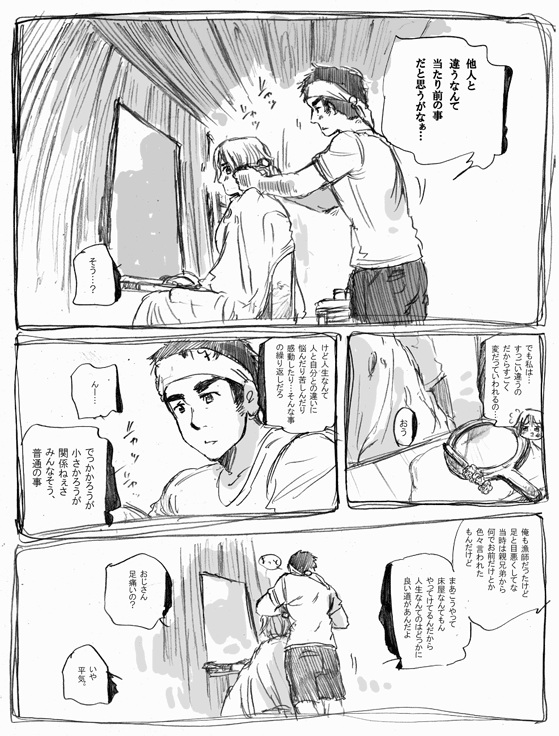 他人と
違うなんて
当たり前の事
だと思うがなぁ…
そう…?
でも私は…
すっごい違うの
だからすごく
変だっていわれるの…
おう
けど人生なんて
人と自分との違いに
悩んだり苦しんだり
感動したり…そんな事
の繰り返しだろ
んー…
でっかかろうが
小さかろうが
関係ねぇさ
みんなそう、
普通の事
俺も漁師だったけど
足と目悪くしてな
当時は親兄弟から
何でお前だけとか
色々言われた
もんだけど
まあこうやって
床屋なんてもん
やってけてるんだから
人生なんてのはどっかに
良い道があんだよ
おじさん
足痛いの?
いや
平気。